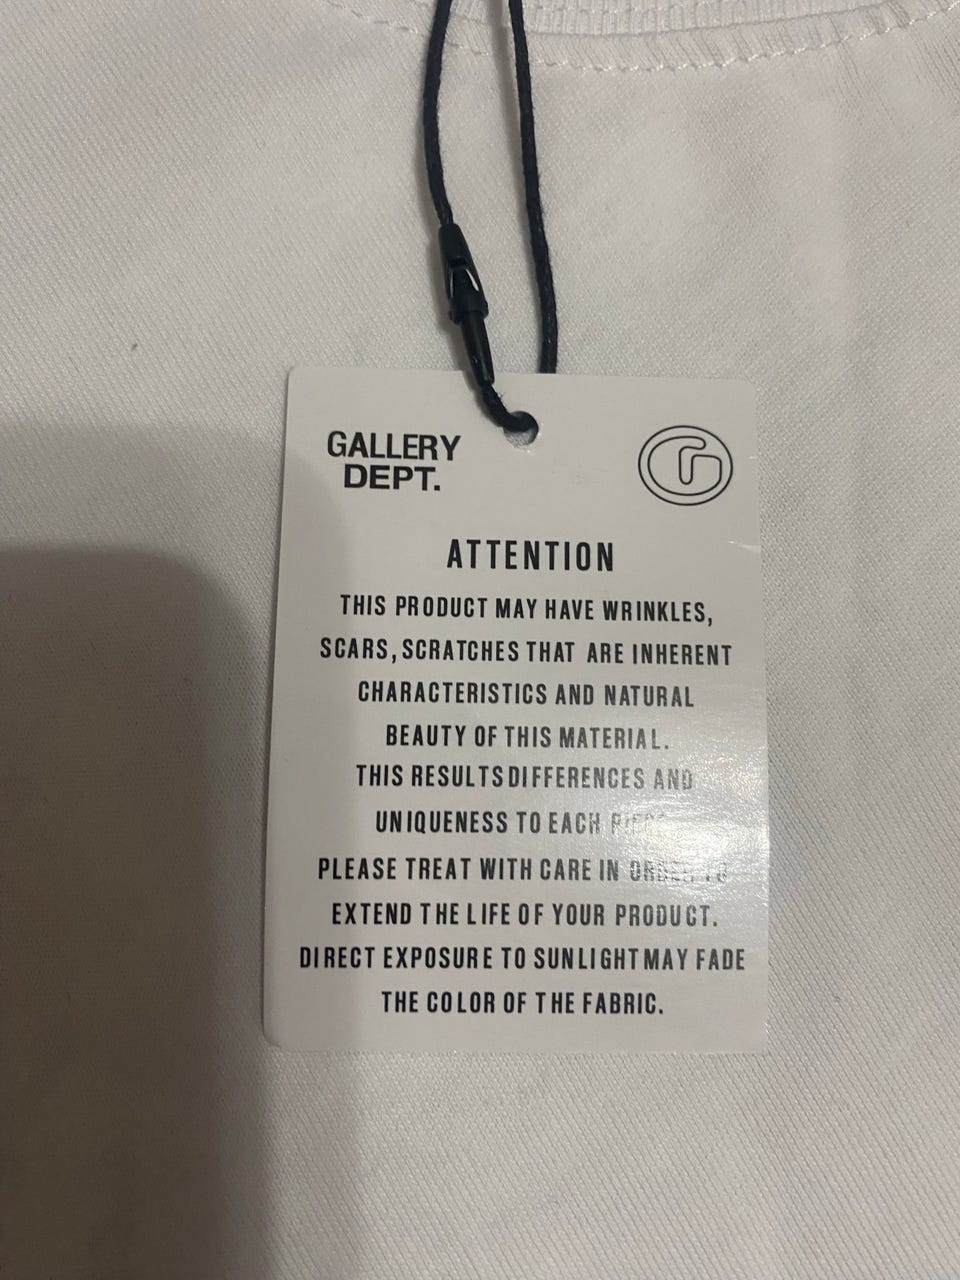 GALLERY
DEPT.
G
ATTENTION
THIS PRODUCT MAY HAVE WRINKLES,
SCARS, SCRATCHES THAT ARE INHERENT
CHARACTERISTICS AND NATURAL
BEAUTY OF THIS MATERIAL.
THIS RESULTS DIFFERENCES AND
UNIQUENESS TO EACH
PLEASE TREAT WITH CARE IN ORDER TO
EXTEND THE LIFE OF YOUR PRODUCT.
DIRECT EXPOSURE TO SUNLIGHT MAY FADE
THE COLOR OF THE FABRIC.